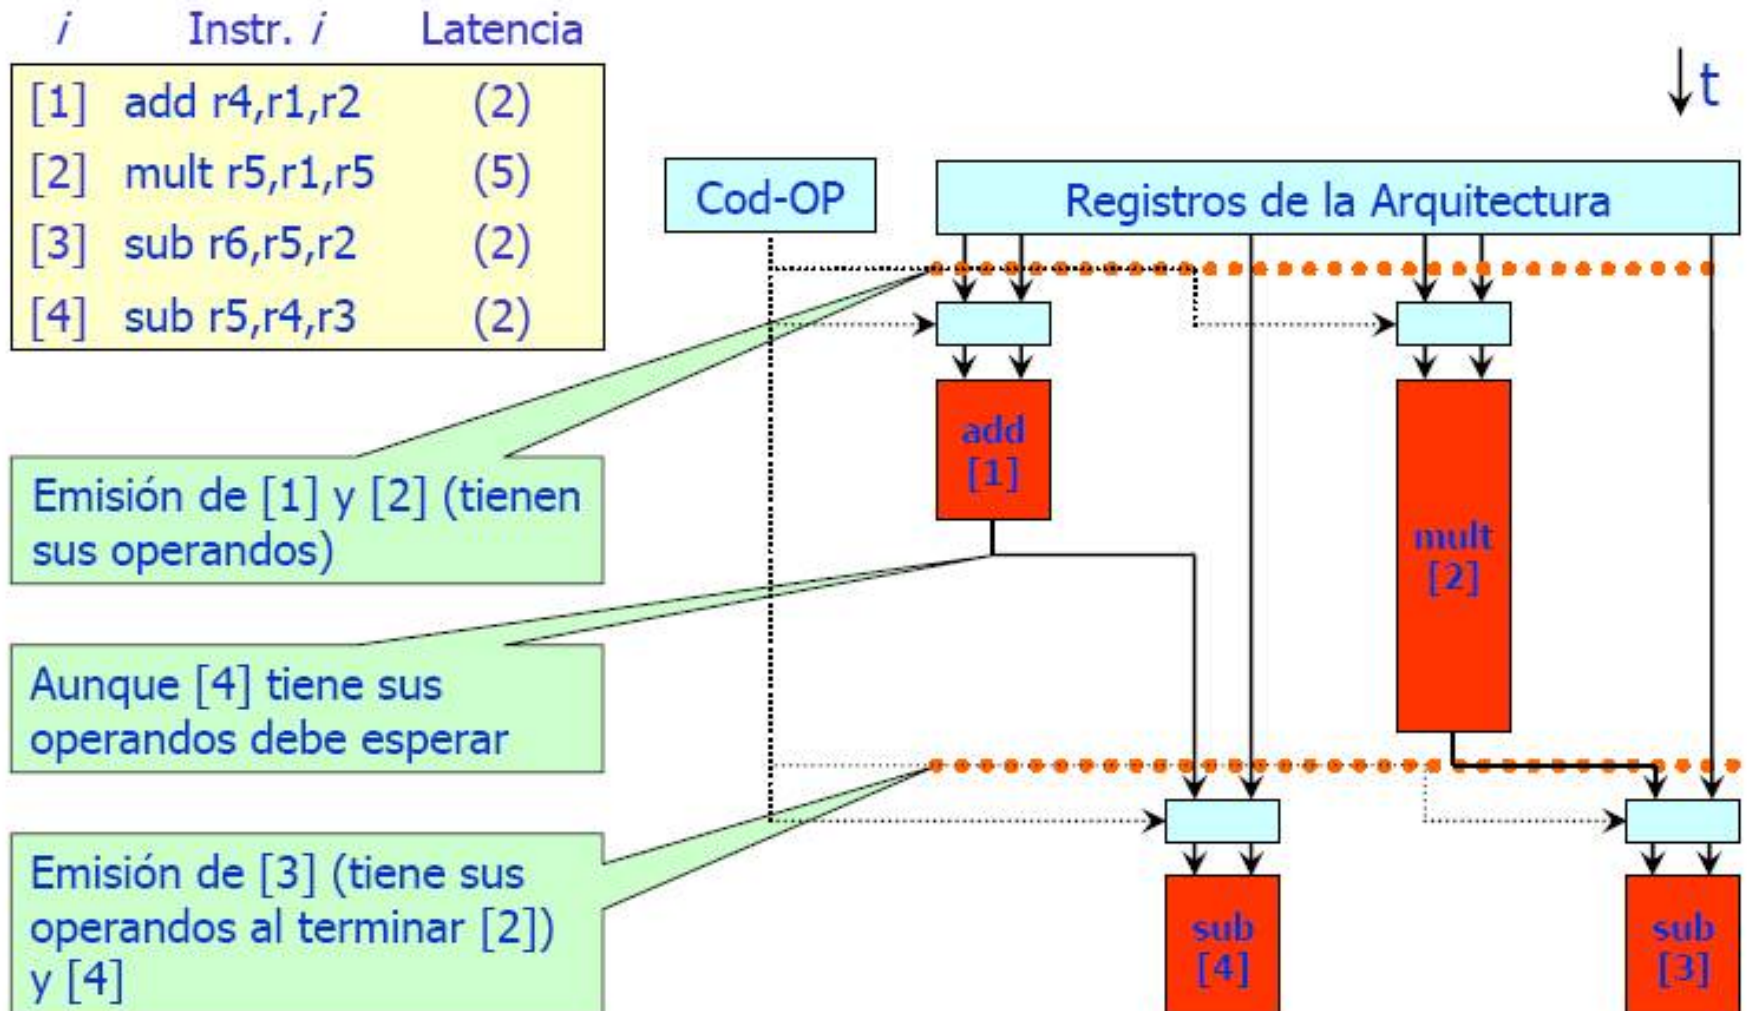 i Instr. i Latencia
[1] add r4,r1,r2 (2)
[2] mult r5,r1,r5 (5)
[3] sub r6,r5,r2 (2)
[4] sub r5,r4,r3 (2)
t
Cod-OP
Registros de la Arquitectura
add
[1]
mult
[2]
Emisión de [1] y [2] (tienen
sus operandos)
Aunque [4] tiene sus
operandos debe esperar
Emisión de [3] (tiene sus
operandos al terminar [2])
y [4]
sub
[4]
sub
[3]